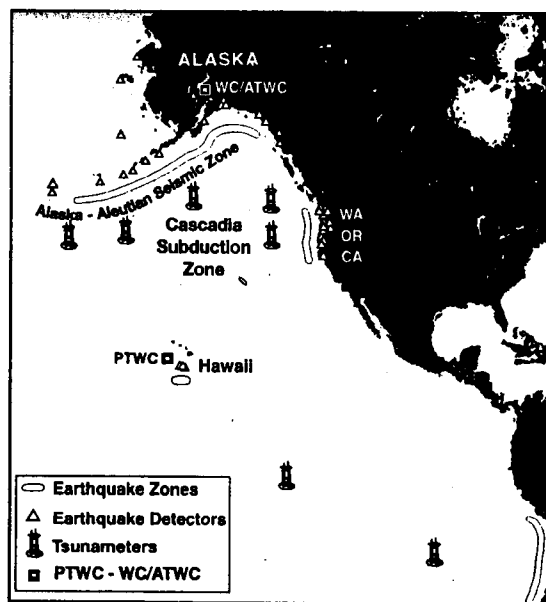 ALASKA
WC/ATWC
Alaska - Aleutian Seismic Zone
Cascadia
Subduction
Zone
WA
OR
CA
PTWC
Hawaii
Earthquake Zones
Earthquake Detectors
Tsunameters
PTWC - WC/ATWC